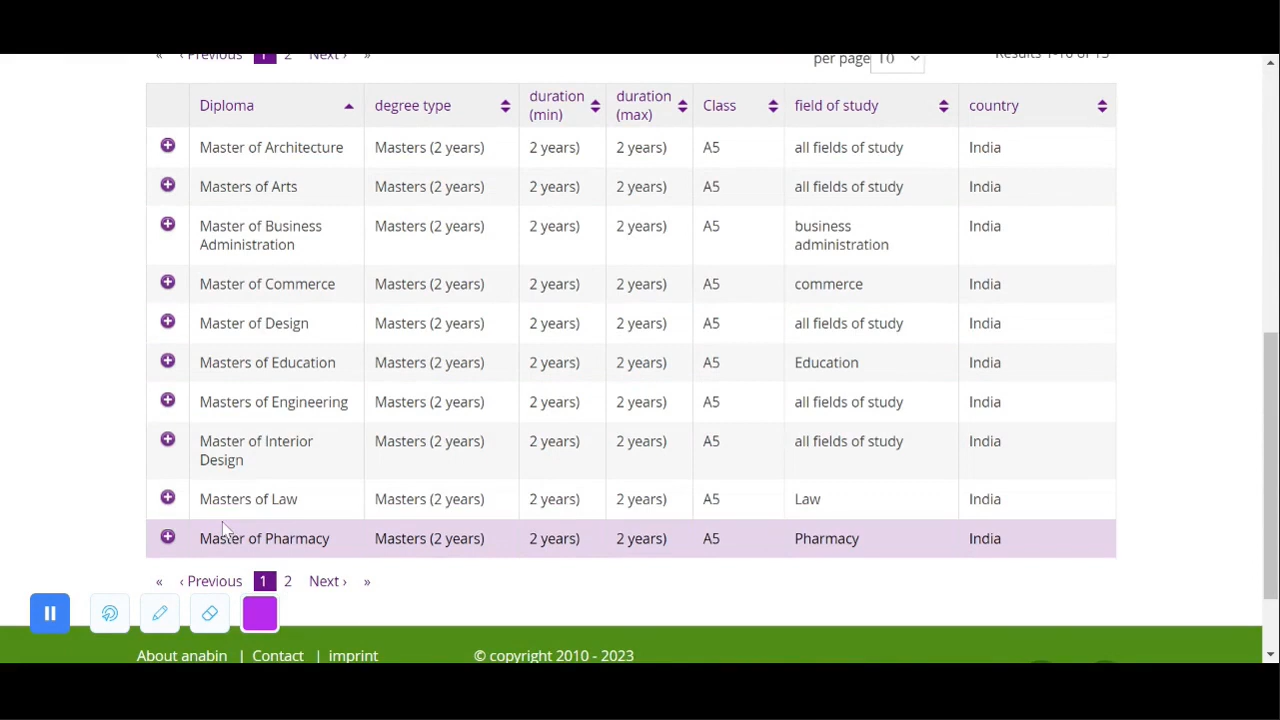 « ‹ Previous 1 2 Next › »
per page 10 Results 1-10 of 15
Diploma degree type duration (min) duration (max) Class field of study country
Master of Architecture Masters (2 years) 2 years) 2 years) A5 all fields of study India
Masters of Arts Masters (2 years) 2 years) 2 years) A5 all fields of study India
Master of Business Administration Masters (2 years) 2 years) 2 years) A5 business administration India
Master of Commerce Masters (2 years) 2 years) 2 years) A5 commerce India
Master of Design Masters (2 years) 2 years) 2 years) A5 all fields of study India
Masters of Education Masters (2 years) 2 years) 2 years) A5 Education India
Masters of Engineering Masters (2 years) 2 years) 2 years) A5 all fields of study India
Master of Interior Design Masters (2 years) 2 years) 2 years) A5 all fields of study India
Masters of Law Masters (2 years) 2 years) 2 years) A5 Law India
Master of Pharmacy Masters (2 years) 2 years) 2 years) A5 Pharmacy India
« ‹ Previous 1 2 Next › »
About anabin | Contact | imprint © copyright 2010 - 2023